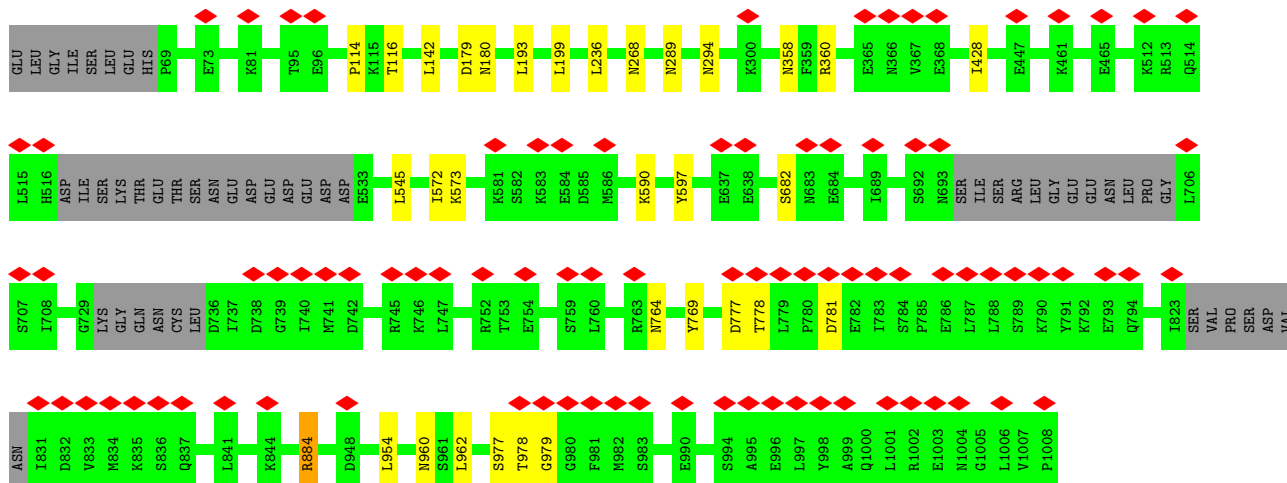 GLU LEU GLY ILE SER LEU GLU HIS P69 E73 K81 T95 E96 P114 K115 T116 L142 D179 N180 L193 L199 L236 N268 N289 N294 K300 N358 F359 R360 E365 N366 V367 E368 I428 E447 K461 E465 K512 R513 Q514
L515 H516 ASP ILE SER LYS THR GLU THR SER ASN GLU ASP GLU ASP GLU ASP ASP E533 L545 I572 K573 K581 S582 K583 E584 D585 M586 K590 Y597 E637 E638 S682 N683 E684 I689 S692 N693 SER ILE SER ARG LEU GLY GLU GLU ASN LEU PRO GLY L706
S707 I708 G729 LYS GLY GLN ASN CYS LEU D736 I737 D738 G739 I740 M741 D742 R745 K746 L747 R752 T753 E754 S759 L760 R763 N764 Y769 D777 T778 L779 P780 D781 E782 I783 S784 P785 E786 L787 L788 S789 K790 Y791 K792 E793 Q794 I823 SER VAL PRO SER ASP VAL
ASN I831 D832 V833 M834 K835 S836 Q837 L841 K844 R884 D948 L954 N960 S961 L962 S977 T978 G979 G980 F981 M982 S983 E990 S994 A995 E996 L997 Y998 A999 Q1000 L1001 R1002 E1003 N1004 G1005 L1006 V1007 P1008